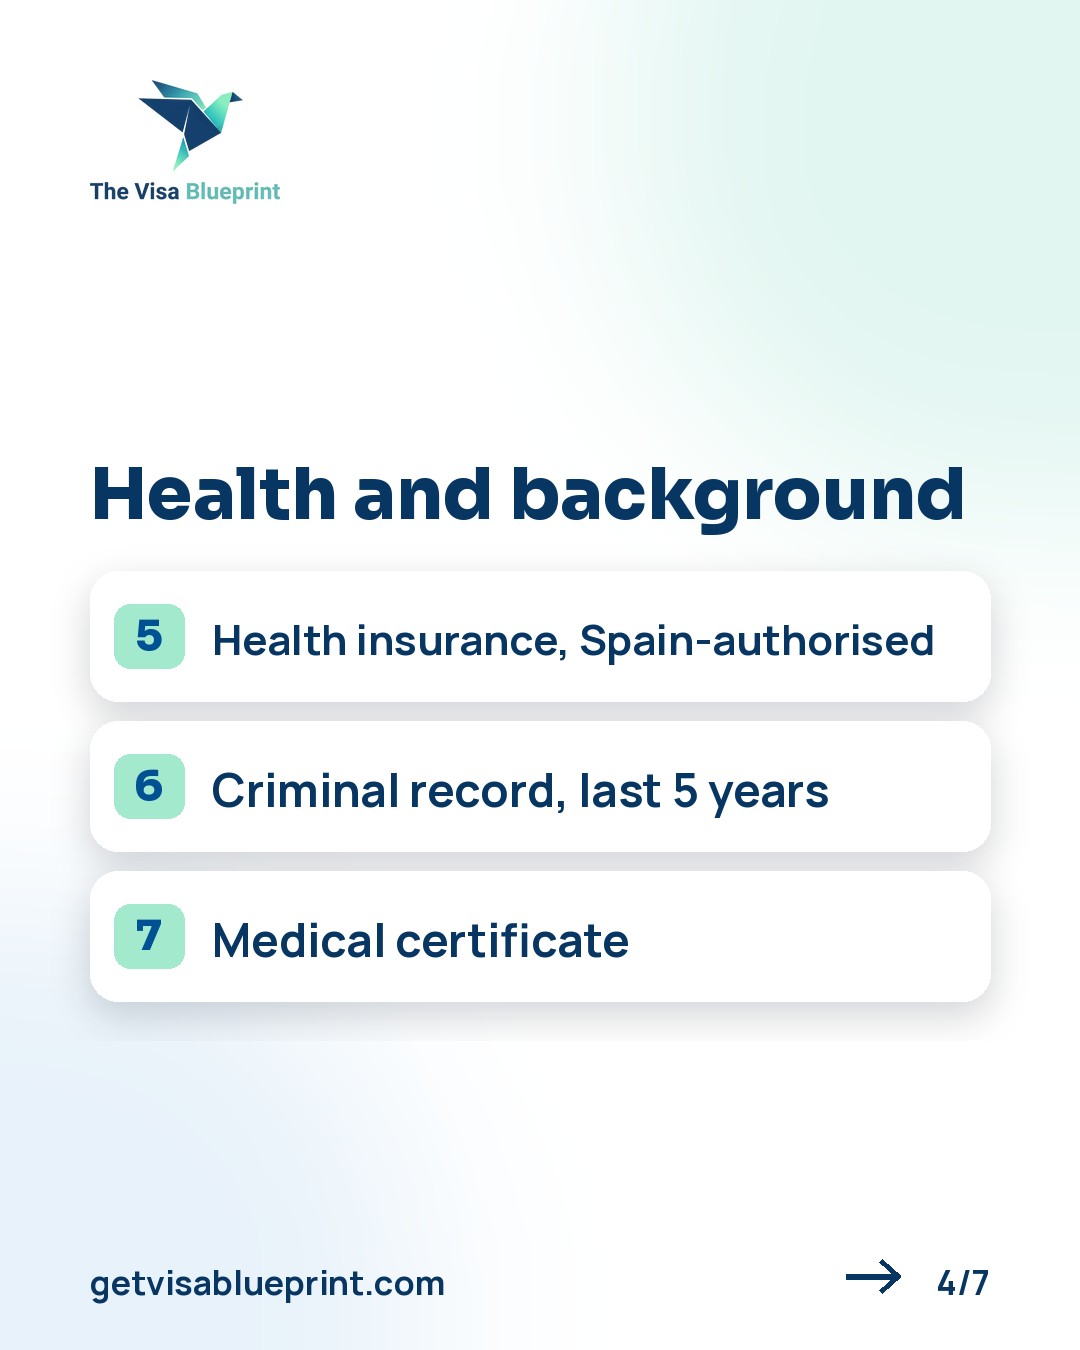 The Visa Blueprint
Health and background
5 Health insurance, Spain-authorised
6 Criminal record, last 5 years
7 Medical certificate
getvisablueprint.com → 4/7